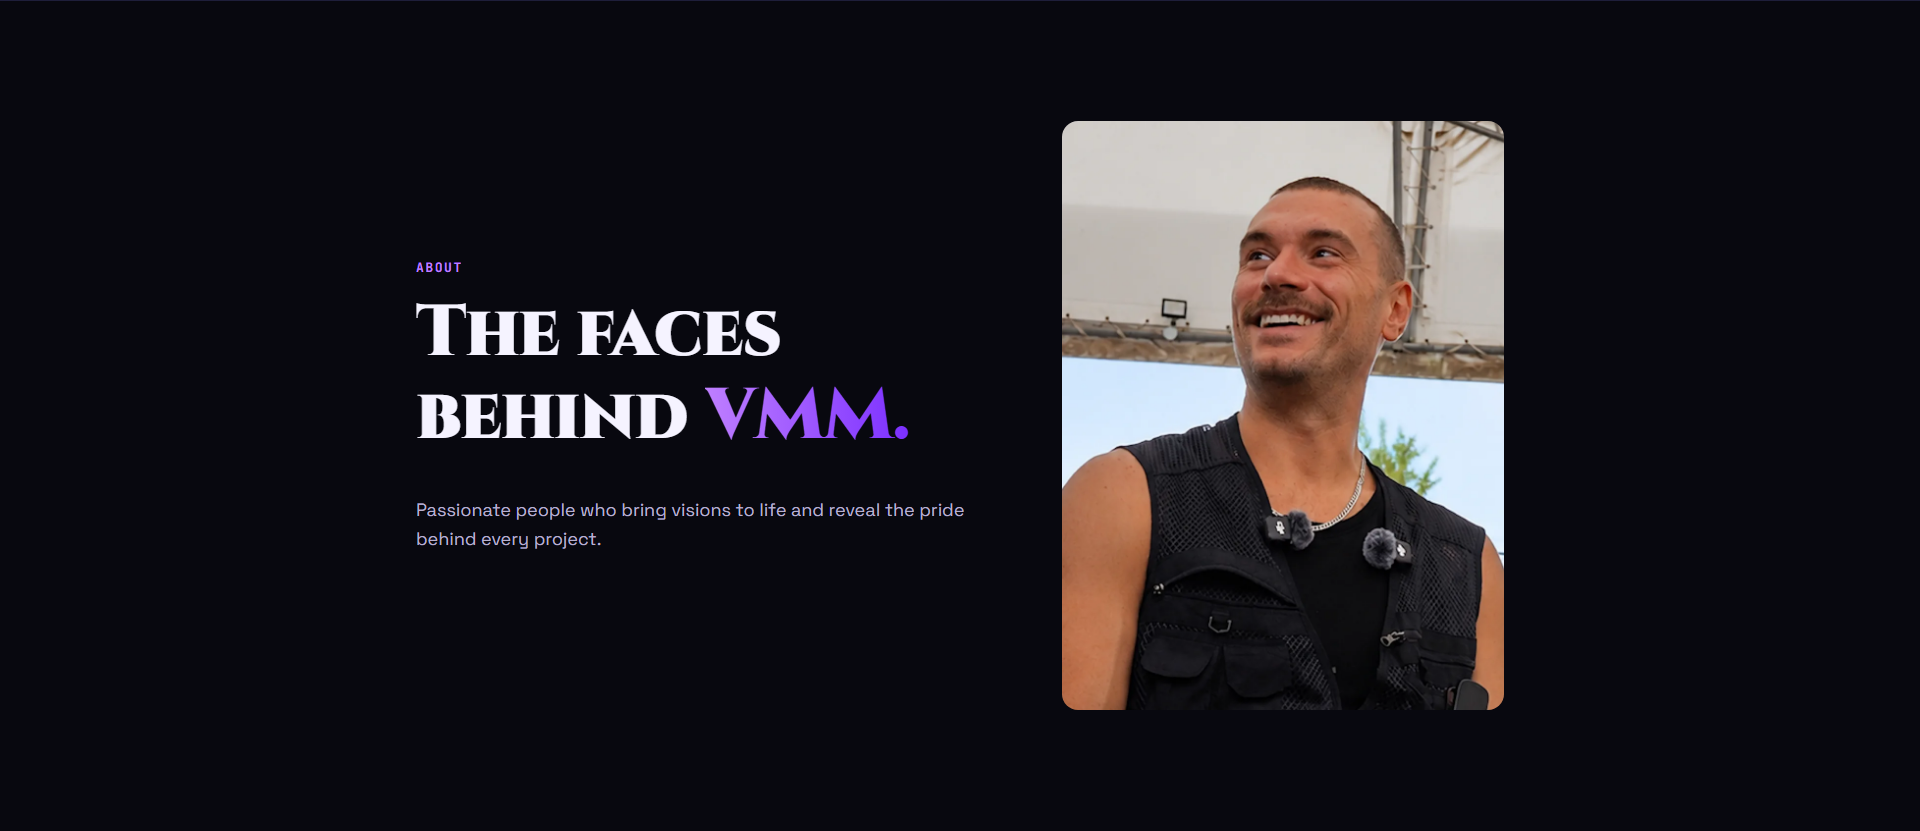 ABOUT
The faces
behind VMM.
Passionate people who bring visions to life and reveal the pride
behind every project.